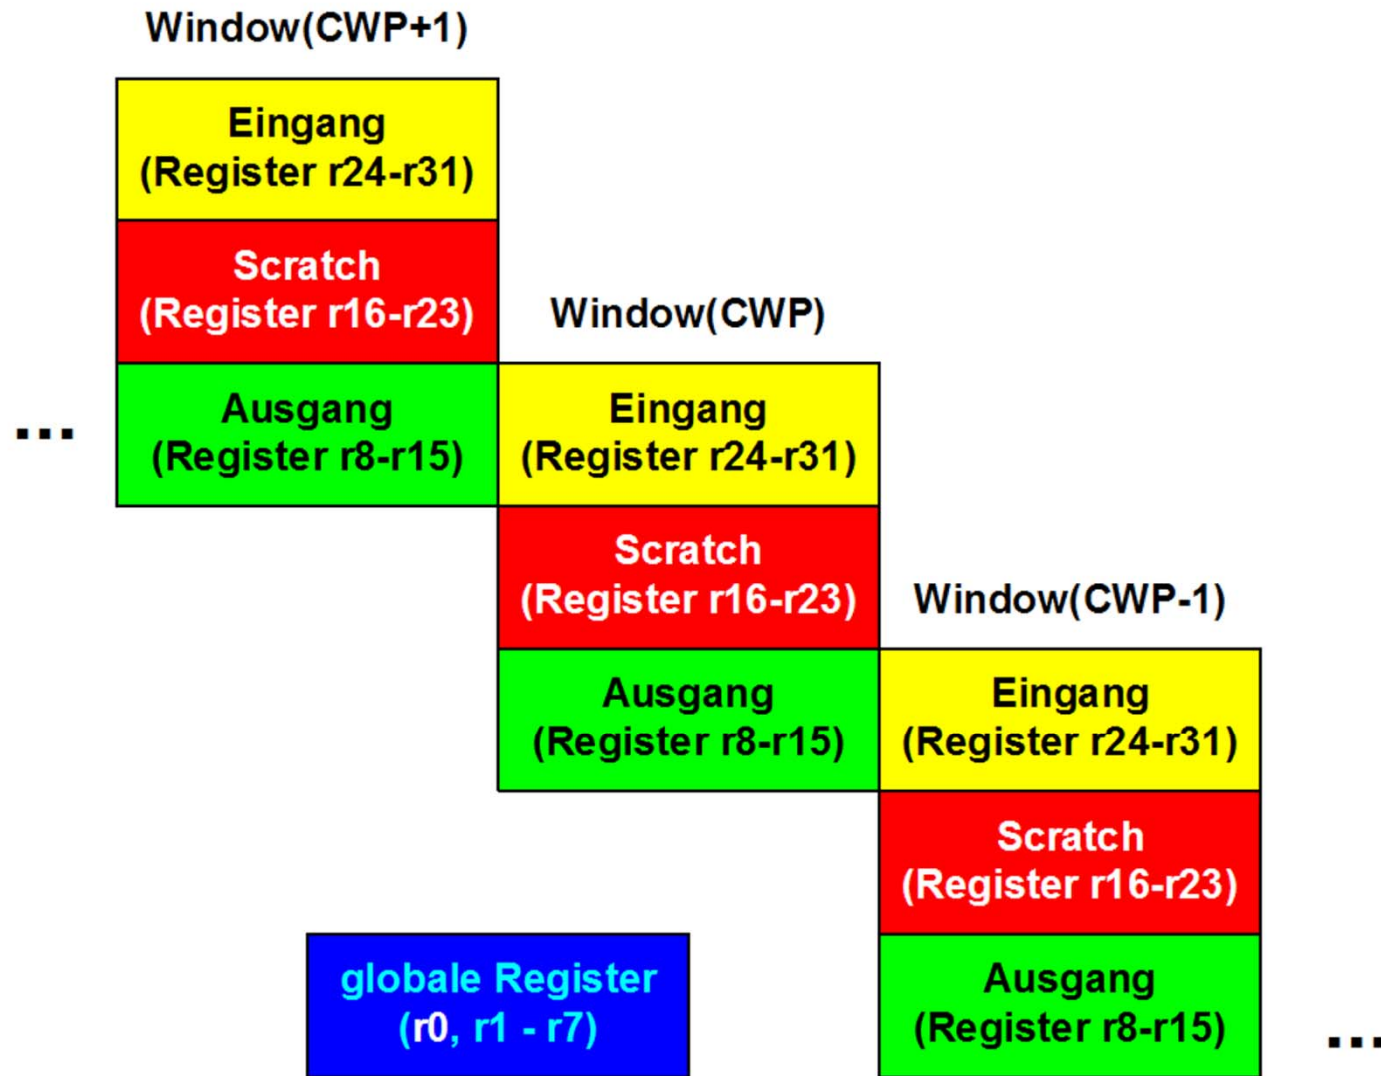 Window(CWP+1)
Eingang
(Register r24-r31)
Scratch
(Register r16-r23)
Ausgang
(Register r8-r15)
...
Window(CWP)
Eingang
(Register r24-r31)
Scratch
(Register r16-r23)
Ausgang
(Register r8-r15)
Window(CWP-1)
Eingang
(Register r24-r31)
Scratch
(Register r16-r23)
Ausgang
(Register r8-r15)
...
globale Register
(r0, r1 - r7)